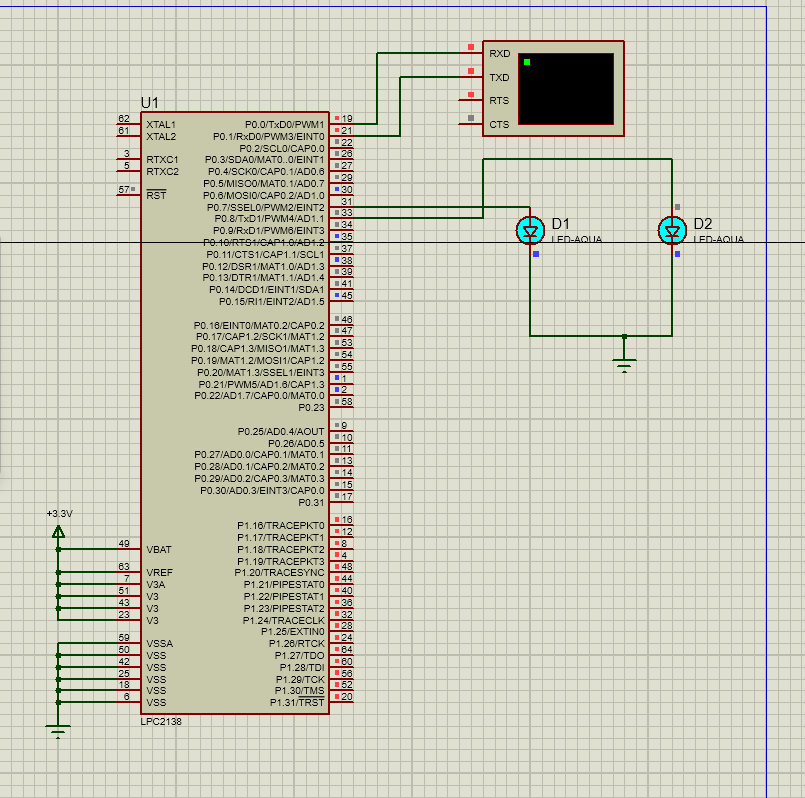 U1
62 XTAL1
61 XTAL2
3 RTXC1
5 RTXC2
57 RST
P0.0/TxD0/PWM1 19
P0.1/RxD0/PWM3/EINT0 21
P0.2/SCL0/CAP0.0 22
P0.3/SDA0/MAT0..0/EINT1 26
P0.4/SCK0/CAP0.1/AD0.6 27
P0.5/MISO0/MAT0.1/AD0.7 29
P0.6/MOSI0/CAP0.2/AD1.0 30
P0.7/SSEL0/PWM2/EINT2 31
P0.8/TxD1/PWM4/AD1.1 33
P0.9/RxD1/PWM6/EINT3 34
P0.10/RTS1/CAP1.0/AD1.2 35
P0.11/CTS1/CAP1.1/SCL1 37
P0.12/DSR1/MAT1.0/AD1.3 38
P0.13/DTR1/MAT1.1/AD1.4 39
P0.14/DCD1/EINT1/SDA1 41
P0.15/RI1/EINT2/AD1.5 45
P0.16/EINT0/MAT0.2/CAP0.2 46
P0.17/CAP1.2/SCK1/MAT1.2 47
P0.18/CAP1.3/MISO1/MAT1.3 53
P0.19/MAT1.2/MOSI1/CAP1.2 54
P0.20/MAT1.3/SSEL1/EINT3 55
P0.21/PWM5/AD1.6/CAP1.3 1
P0.22/AD1.7/CAP0.0/MAT0.0 2
P0.23 58
P0.25/AD0.4/AOUT 9
P0.26/AD0.5 10
P0.27/AD0.0/CAP0.1/MAT0.1 11
P0.28/AD0.1/CAP0.2/MAT0.2 13
P0.29/AD0.2/CAP0.3/MAT0.3 14
P0.30/AD0.3/EINT3/CAP0.0 15
P0.31 17
P1.16/TRACEPKT0 16
P1.17/TRACEPKT1 12
P1.18/TRACEPKT2 8
P1.19/TRACEPKT3 4
P1.20/TRACESYNC 48
P1.21/PIPESTAT0 44
P1.22/PIPESTAT1 40
P1.23/PIPESTAT2 36
P1.24/TRACECLK 32
P1.25/EXTIN0 28
P1.26/RTCK 24
P1.27/TDO 64
P1.28/TDI 60
P1.29/TCK 56
P1.30/TMS 52
P1.31/TRST 20
+3.3V
49 VBAT
63 VREF
7 V3A
51 V3
43 V3
23 V3
59 VSSA
50 VSS
42 VSS
25 VSS
18 VSS
6 VSS
LPC2138
RXD
TXD
RTS
CTS
D1
LED-AQUA
D2
LED-AQUA